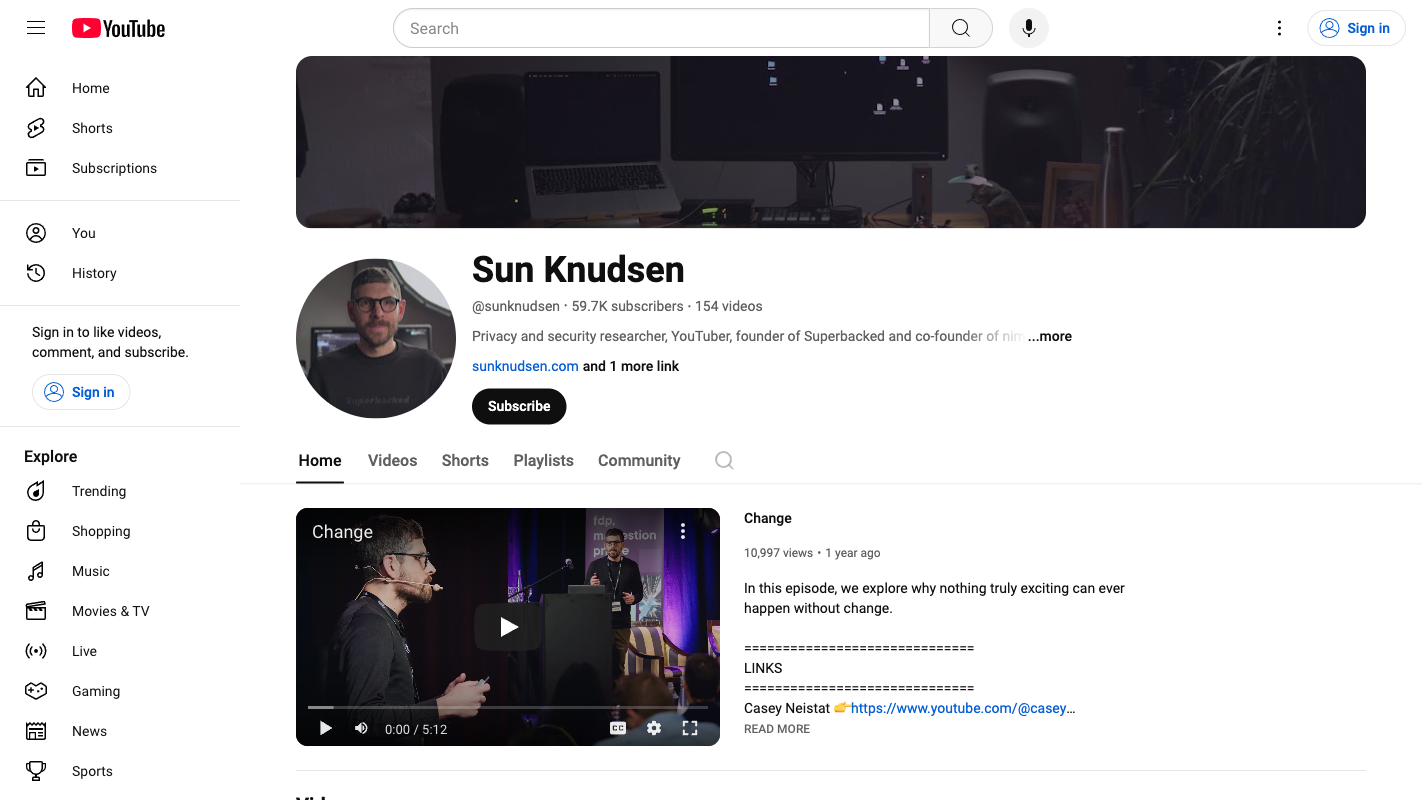 YouTube
Search
Sign in
Home
Shorts
Subscriptions
You
History
Sign in to like videos,
comment, and subscribe.
Sign in
Explore
Trending
Shopping
Music
Movies & TV
Live
Gaming
News
Sports
Sun Knudsen
@sunknudsen • 59.7K subscribers • 154 videos
Privacy and security researcher, YouTuber, founder of Superbacked and co-founder of nim ...more
sunknudsen.com and 1 more link
Subscribe
Home Videos Shorts Playlists Community
Change
fdp,
Superbacked
CC
0:00 / 5:12
Change
10,997 views • 1 year ago
In this episode, we explore why nothing truly exciting can ever
happen without change.
==============================
LINKS
==============================
Casey Neistat 👉https://www.youtube.com/@casey...
READ MORE